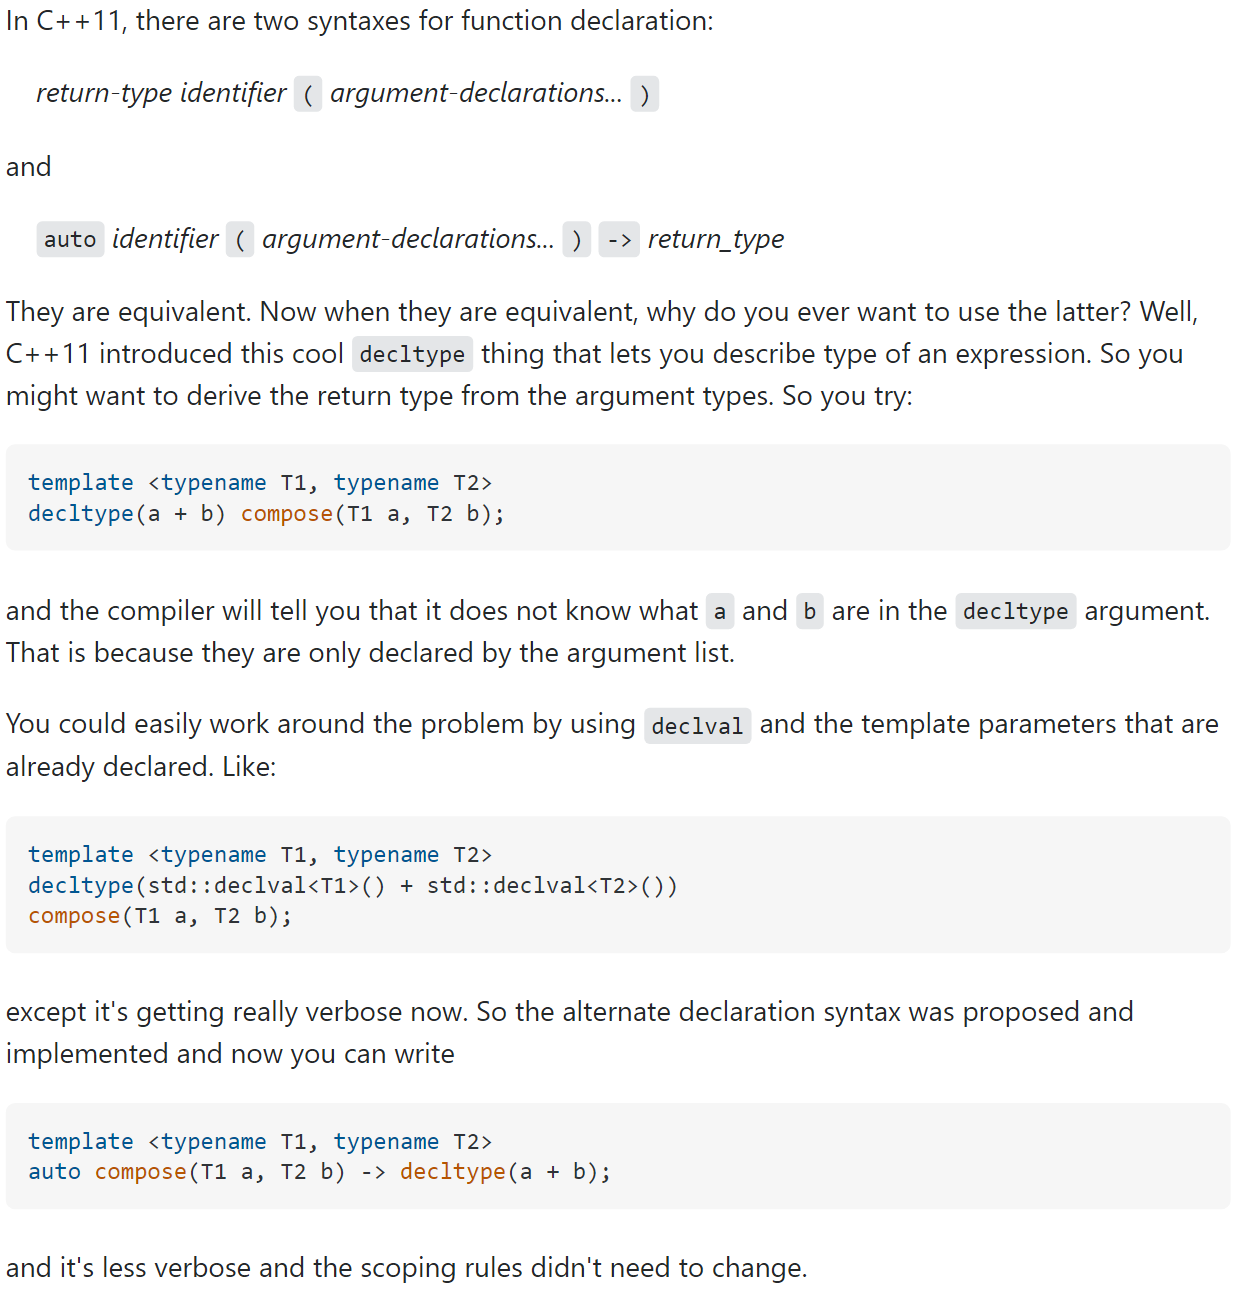 In C++11, there are two syntaxes for function declaration:
return-type identifier ( argument-declarations... )
and
auto identifier ( argument-declarations... ) -> return_type
They are equivalent. Now when they are equivalent, why do you ever want to use the latter? Well,
C++11 introduced this cool decltype thing that lets you describe type of an expression. So you
might want to derive the return type from the argument types. So you try:
template <typename T1, typename T2>
decltype(a + b) compose(T1 a, T2 b);
and the compiler will tell you that it does not know what a and b are in the decltype argument.
That is because they are only declared by the argument list.
You could easily work around the problem by using declval and the template parameters that are
already declared. Like:
template <typename T1, typename T2>
decltype(std::declval<T1>() + std::declval<T2>())
compose(T1 a, T2 b);
except it's getting really verbose now. So the alternate declaration syntax was proposed and
implemented and now you can write
template <typename T1, typename T2>
auto compose(T1 a, T2 b) -> decltype(a + b);
and it's less verbose and the scoping rules didn't need to change.